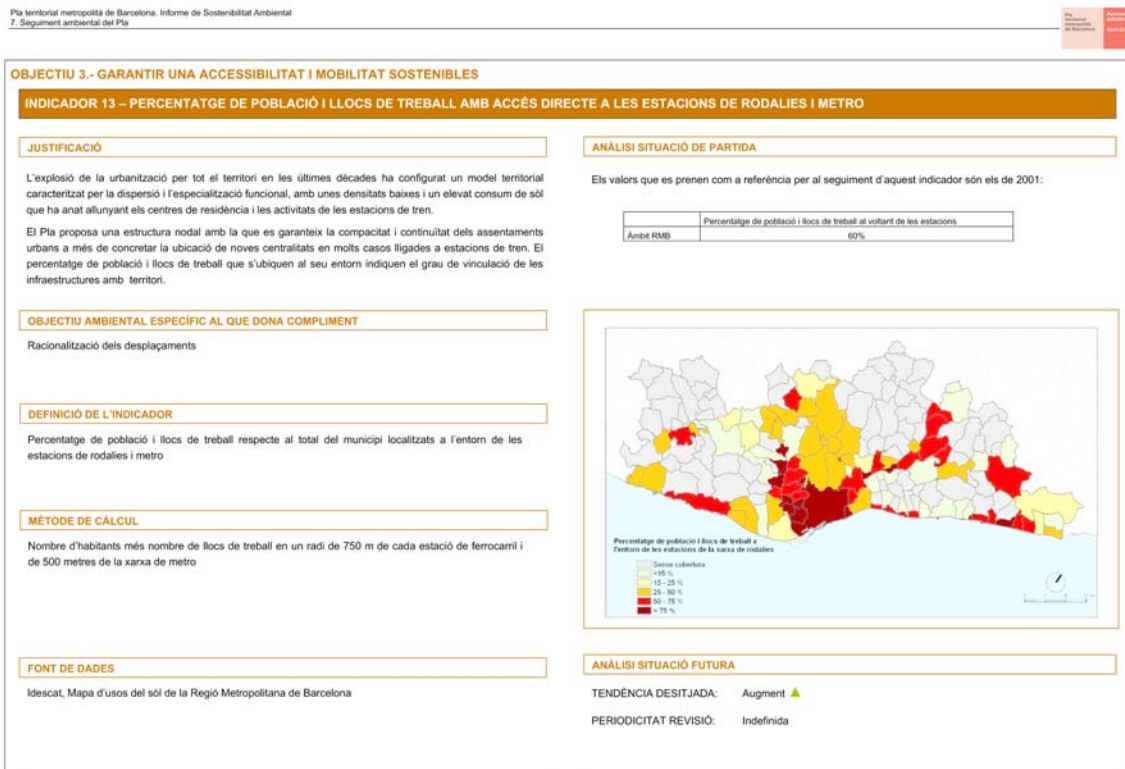 Pla territorial metropolità de Barcelona. Informe de Sostenibilitat Ambiental
7. Seguiment ambiental del Pla
Pla
territorial
metropolità
de Barcelona
OBJECTIU 3.- GARANTIR UNA ACCESSIBILITAT I MOBILITAT SOSTENIBLES
INDICADOR 13 – PERCENTATGE DE POBLACIÓ I LLOCS DE TREBALL AMB ACCÉS DIRECTE A LES ESTACIONS DE RODALIES I METRO
JUSTIFICACIÓ
L'explosió de la urbanització per tot el territori en les últimes dècades ha configurat un model territorial
caracteritzat per la dispersió i l'especialització funcional, amb unes densitats baixes i un elevat consum de sòl
que ha anat allunyant els centres de residència i les activitats de les estacions de tren.
El Pla proposa una estructura nodal amb la que es garanteix la compacitat i continuïtat dels assentaments
urbans a més de concretar la ubicació de noves centralitats en molts casos lligades a estacions de tren. El
percentatge de població i llocs de treball que s'ubiquen al seu entorn indiquen el grau de vinculació de les
infraestructures amb territori.
OBJECTIU AMBIENTAL ESPECÍFIC AL QUE DONA COMPLIMENT
Racionalització dels desplaçaments
DEFINICIÓ DE L'INDICADOR
Percentatge de població i llocs de treball respecte al total del municipi localitzats a l'entorn de les
estacions de rodalies i metro
MÈTODE DE CÀLCUL
Nombre d'habitants més nombre de llocs de treball en un radi de 750 m de cada estació de ferrocarril i
de 500 metres de la xarxa de metro
FONT DE DADES
Idescat, Mapa d'usos del sòl de la Regió Metropolitana de Barcelona
ANÀLISI SITUACIÓ DE PARTIDA
Els valors que es prenen com a referència per al seguiment d'aquest indicador són els de 2001:
Percentatge de població i llocs de treball al voltant de les estacions
Àmbit RMB 60%
Percentatge de població i llocs de treball a
l'entorn de les estacions de la xarxa de rodalies
Sense cobertura
<15 %
15 - 25 %
25 - 50 %
50 - 75 %
> 75 %
ANÀLISI SITUACIÓ FUTURA
TENDÈNCIA DESITJADA: Augment
PERIODICITAT REVISIÓ: Indefinida